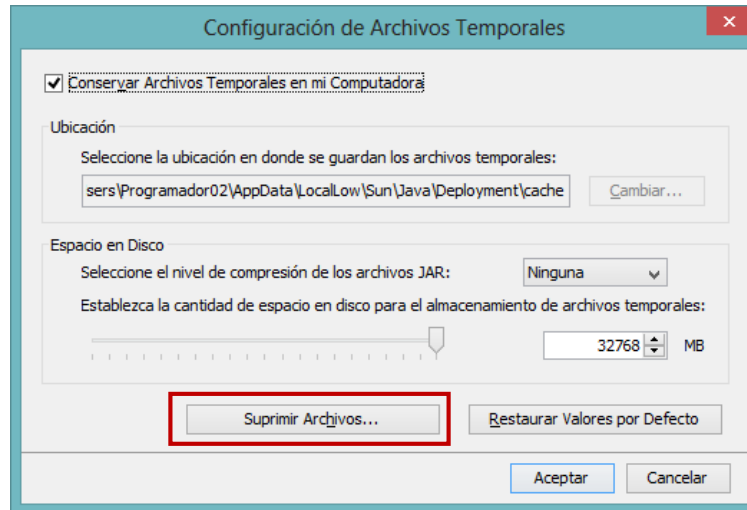 Configuración de Archivos Temporales
Conservar Archivos Temporales en mi Computadora
Ubicación
Seleccione la ubicación en donde se guardan los archivos temporales:
sers\Programador02\AppData\LocalLow\Sun\Java\Deployment\cache
Cambiar...
Espacio en Disco
Seleccione el nivel de compresión de los archivos JAR:
Ninguna
Establezca la cantidad de espacio en disco para el almacenamiento de archivos temporales:
32768 MB
Suprimir Archivos...
Restaurar Valores por Defecto
Aceptar
Cancelar